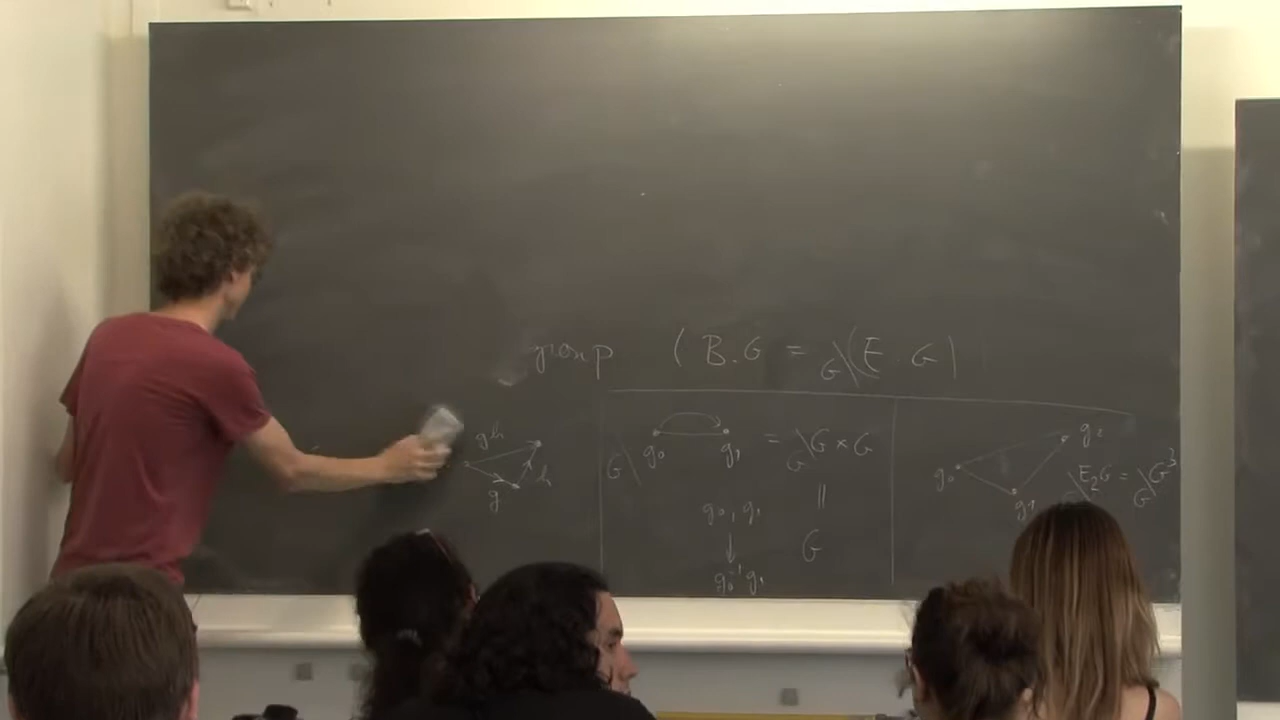 group ( B.G = G\(E.G)
gh
g h
G\ g₀ g₁ = G\G × G
g₀, g₁ ||
↓ G
g₀⁻¹g₁
g₀ g₁ g₂ G\E₂G = G\G³